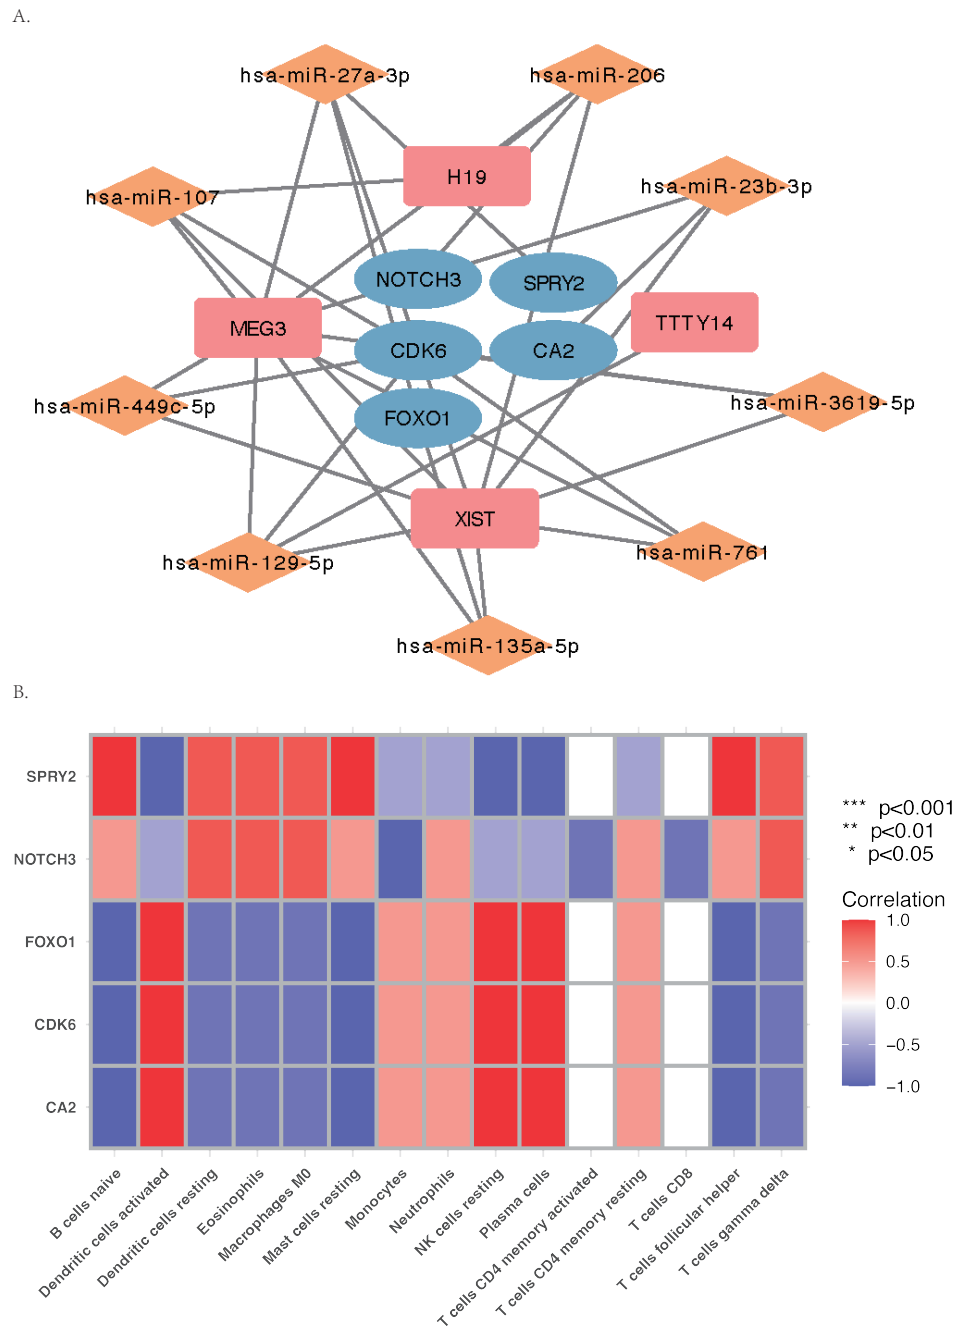 A.
hsa-miR-27a-3p
hsa-miR-206
H19
hsa-miR-23b-3p
hsa-miR-107
NOTCH3
SPRY2
MEG3
TTTY14
CDK6
CA2
hsa-miR-449c-5p
hsa-miR-3619-5p
FOXO1
XIST
hsa-miR-129-5p
hsa-miR-761
hsa-miR-135a-5p
B.
SPRY2
NOTCH3
FOXO1
CDK6
CA2
*** p<0.001
** p<0.01
* p<0.05
Correlation
1.0
0.5
0.0
−0.5
−1.0
B cells naive
Dendritic cells activated
Dendritic cells resting
Eosinophils
Macrophages M0
Mast cells resting
Monocytes
Neutrophils
NK cells resting
Plasma cells
T cells CD4 memory activated
T cells CD4 memory resting
T cells CD8
T cells follicular helper
T cells gamma delta